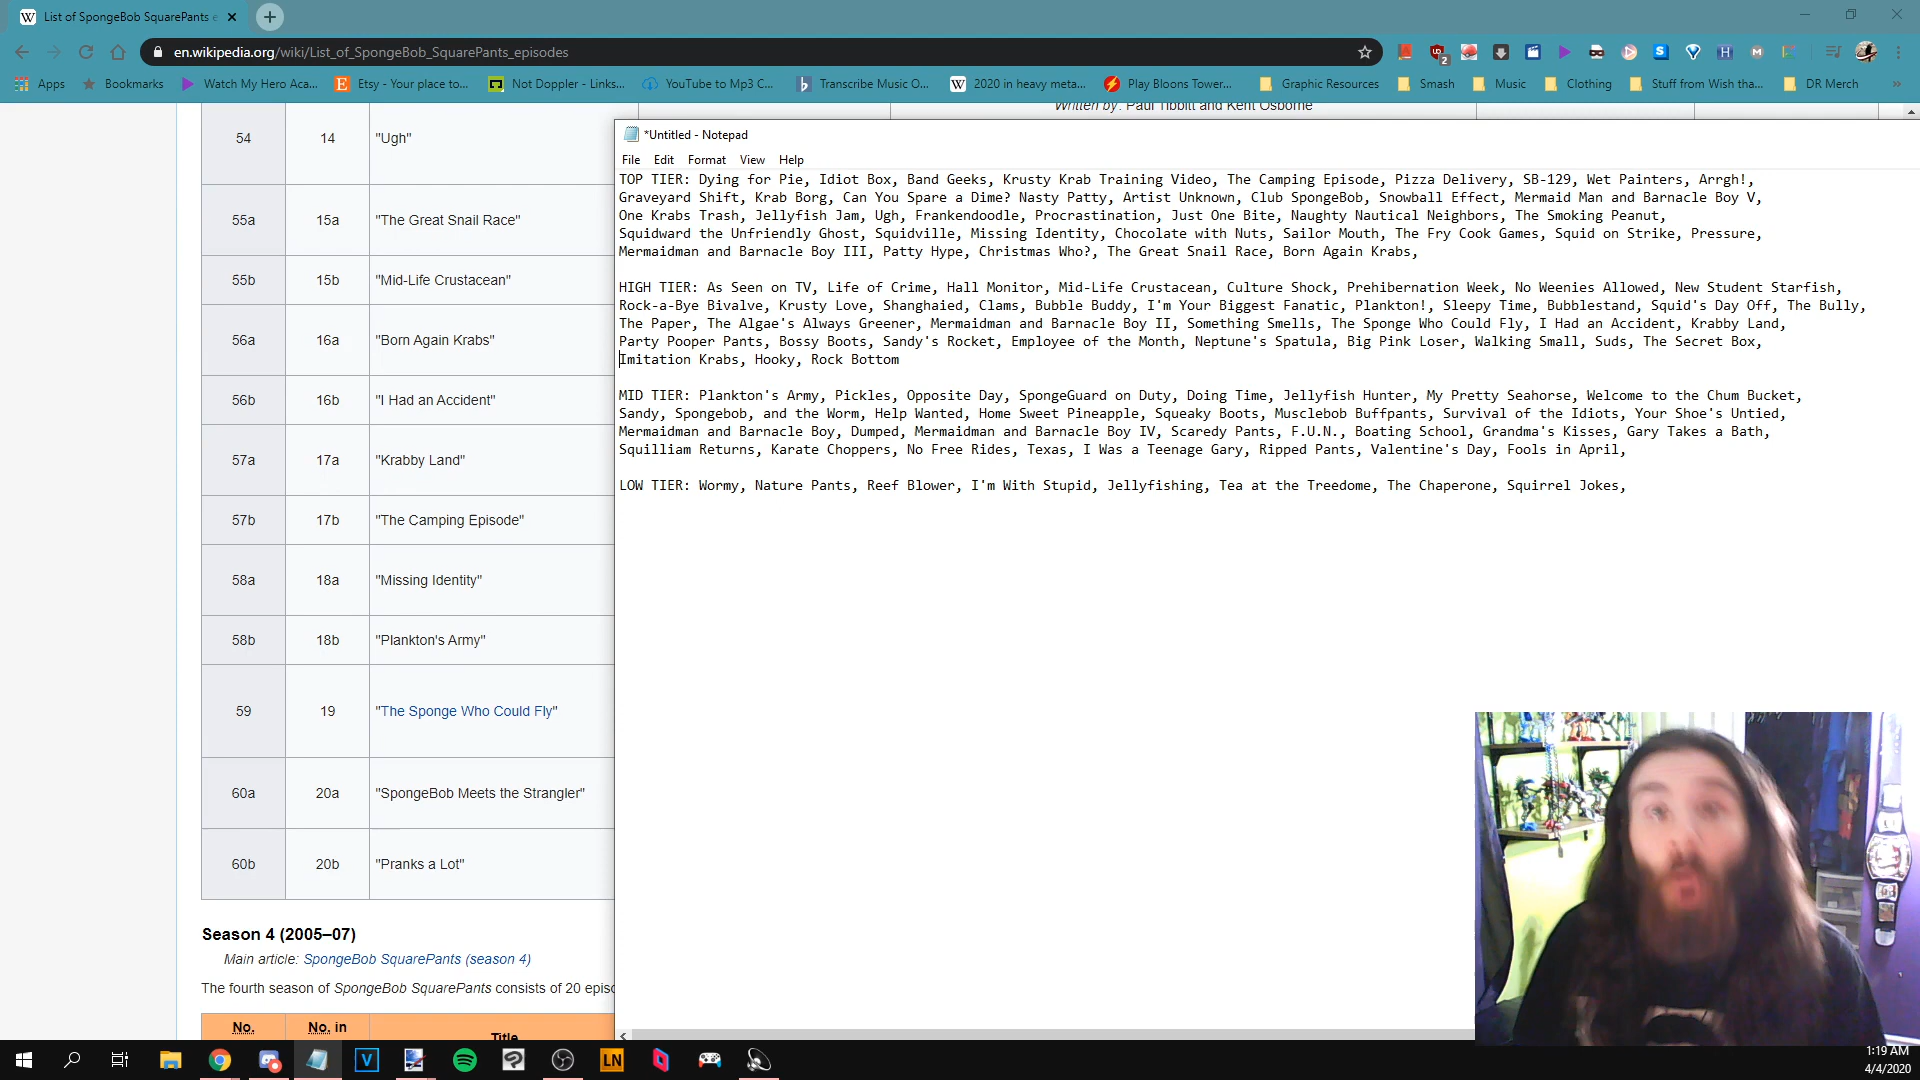 List of SpongeBob SquarePants e
en.wikipedia.org/wiki/List_of_SpongeBob_SquarePants_episodes
2
Apps
Bookmarks
Watch My Hero Aca...
Etsy - Your place to...
Not Doppler - Links...
YouTube to Mp3 C...
Transcribe Music O...
2020 in heavy meta...
Play Bloons Tower...
Graphic Resources
Smash
Music
Clothing
Stuff from Wish tha...
DR Merch
Written by: Paul Tibbitt and Kent Osborne
54 14 "Ugh"
55a 15a "The Great Snail Race"
55b 15b "Mid-Life Crustacean"
56a 16a "Born Again Krabs"
56b 16b "I Had an Accident"
57a 17a "Krabby Land"
57b 17b "The Camping Episode"
58a 18a "Missing Identity"
58b 18b "Plankton's Army"
59 19 "The Sponge Who Could Fly"
60a 20a "SpongeBob Meets the Strangler"
60b 20b "Pranks a Lot"
Season 4 (2005–07)
Main article: SpongeBob SquarePants (season 4)
The fourth season of SpongeBob SquarePants consists of 20 episo
No. No. in Title
*Untitled - Notepad
File Edit Format View Help
TOP TIER: Dying for Pie, Idiot Box, Band Geeks, Krusty Krab Training Video, The Camping Episode, Pizza Delivery, SB-129, Wet Painters, Arrgh!,
Graveyard Shift, Krab Borg, Can You Spare a Dime? Nasty Patty, Artist Unknown, Club SpongeBob, Snowball Effect, Mermaid Man and Barnacle Boy V,
One Krabs Trash, Jellyfish Jam, Ugh, Frankendoodle, Procrastination, Just One Bite, Naughty Nautical Neighbors, The Smoking Peanut,
Squidward the Unfriendly Ghost, Squidville, Missing Identity, Chocolate with Nuts, Sailor Mouth, The Fry Cook Games, Squid on Strike, Pressure,
Mermaidman and Barnacle Boy III, Patty Hype, Christmas Who?, The Great Snail Race, Born Again Krabs,
HIGH TIER: As Seen on TV, Life of Crime, Hall Monitor, Mid-Life Crustacean, Culture Shock, Prehibernation Week, No Weenies Allowed, New Student Starfish,
Rock-a-Bye Bivalve, Krusty Love, Shanghaied, Clams, Bubble Buddy, I'm Your Biggest Fanatic, Plankton!, Sleepy Time, Bubblestand, Squid's Day Off, The Bully,
The Paper, The Algae's Always Greener, Mermaidman and Barnacle Boy II, Something Smells, The Sponge Who Could Fly, I Had an Accident, Krabby Land,
Party Pooper Pants, Bossy Boots, Sandy's Rocket, Employee of the Month, Neptune's Spatula, Big Pink Loser, Walking Small, Suds, The Secret Box,
Imitation Krabs, Hooky, Rock Bottom
MID TIER: Plankton's Army, Pickles, Opposite Day, SpongeGuard on Duty, Doing Time, Jellyfish Hunter, My Pretty Seahorse, Welcome to the Chum Bucket,
Sandy, Spongebob, and the Worm, Help Wanted, Home Sweet Pineapple, Squeaky Boots, Musclebob Buffpants, Survival of the Idiots, Your Shoe's Untied,
Mermaidman and Barnacle Boy, Dumped, Mermaidman and Barnacle Boy IV, Scaredy Pants, F.U.N., Boating School, Grandma's Kisses, Gary Takes a Bath,
Squilliam Returns, Karate Choppers, No Free Rides, Texas, I Was a Teenage Gary, Ripped Pants, Valentine's Day, Fools in April,
LOW TIER: Wormy, Nature Pants, Reef Blower, I'm With Stupid, Jellyfishing, Tea at the Treedome, The Chaperone, Squirrel Jokes,
LN
1:19 AM
4/4/2020